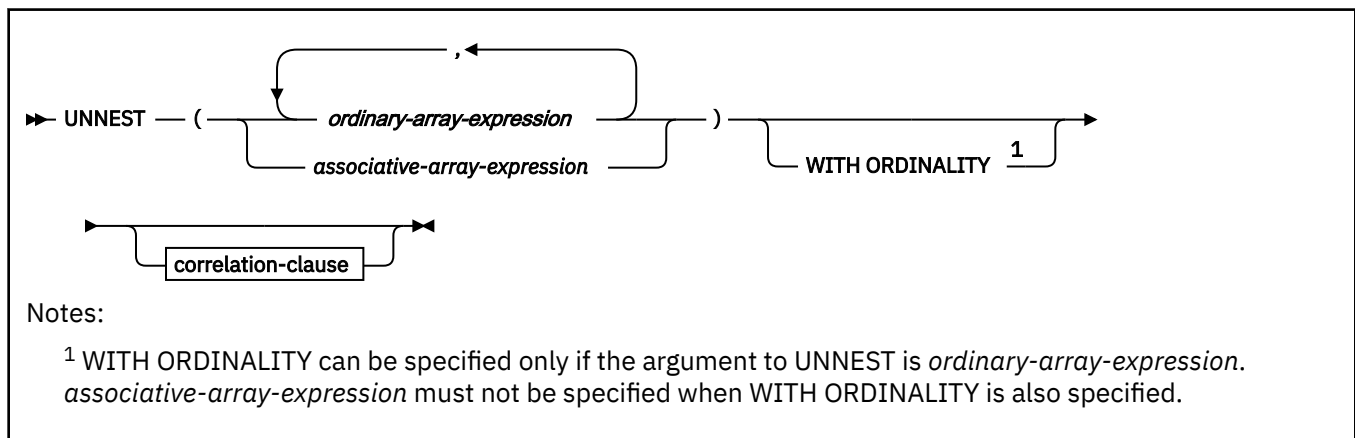 ,
UNNEST ( ordinary-array-expression ) 
associative-array-expression
WITH ORDINALITY 1
correlation-clause
Notes:
1 WITH ORDINALITY can be specified only if the argument to UNNEST is ordinary-array-expression.
associative-array-expression must not be specified when WITH ORDINALITY is also specified.